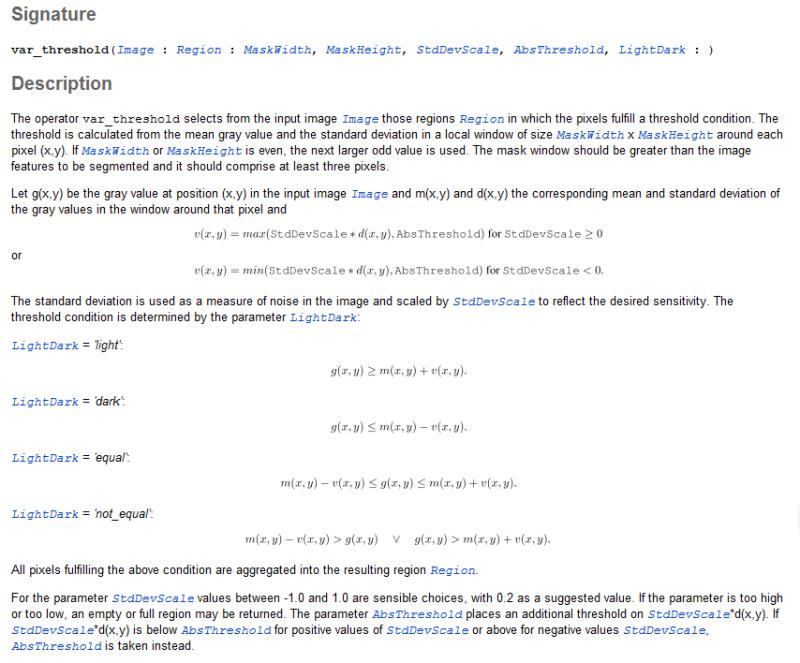 Signature
var_threshold(Image : Region : MaskWidth, MaskHeight, StdDevScale, AbsThreshold, LightDark : )
Description
The operator var_threshold selects from the input image Image those regions Region in which the pixels fulfill a threshold condition. The
threshold is calculated from the mean gray value and the standard deviation in a local window of size MaskWidth x MaskHeight around each
pixel (x,y). If MaskWidth or MaskHeight is even, the next larger odd value is used. The mask window should be greater than the image
features to be segmented and it should comprise at least three pixels.
Let g(x,y) be the gray value at position (x,y) in the input image Image and m(x,y) and d(x,y) the corresponding mean and standard deviation of
the gray values in the window around that pixel and
v(x, y) = max(StdDevScale * d(x, y), AbsThreshold) for StdDevScale ≥ 0
or
v(x, y) = min(StdDevScale * d(x, y), AbsThreshold) for StdDevScale < 0.
The standard deviation is used as a measure of noise in the image and scaled by StdDevScale to reflect the desired sensitivity. The
threshold condition is determined by the parameter LightDark:
LightDark = 'light':
g(x, y) ≥ m(x, y) + v(x, y).
LightDark = 'dark':
g(x, y) ≤ m(x, y) − v(x, y).
LightDark = 'equal':
m(x, y) − v(x, y) ≤ g(x, y) ≤ m(x, y) + v(x, y).
LightDark = 'not_equal':
m(x, y) − v(x, y) > g(x, y) ∨ g(x, y) > m(x, y) + v(x, y).
All pixels fulfilling the above condition are aggregated into the resulting region Region.
For the parameter StdDevScale values between -1.0 and 1.0 are sensible choices, with 0.2 as a suggested value. If the parameter is too high
or too low, an empty or full region may be returned. The parameter AbsThreshold places an additional threshold on StdDevScale*d(x,y). If
StdDevScale*d(x,y) is below AbsThreshold for positive values of StdDevScale or above for negative values StdDevScale,
AbsThreshold is taken instead.